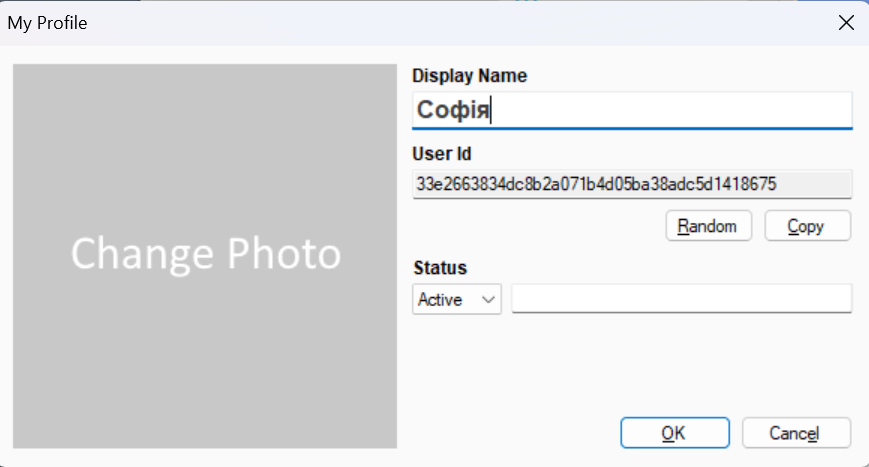 My Profile
Change Photo
Display Name
Софія
User Id
33e2663834dc8b2a071b4d05ba38adc5d1418675
Random
Copy
Status
Active
OK
Cancel